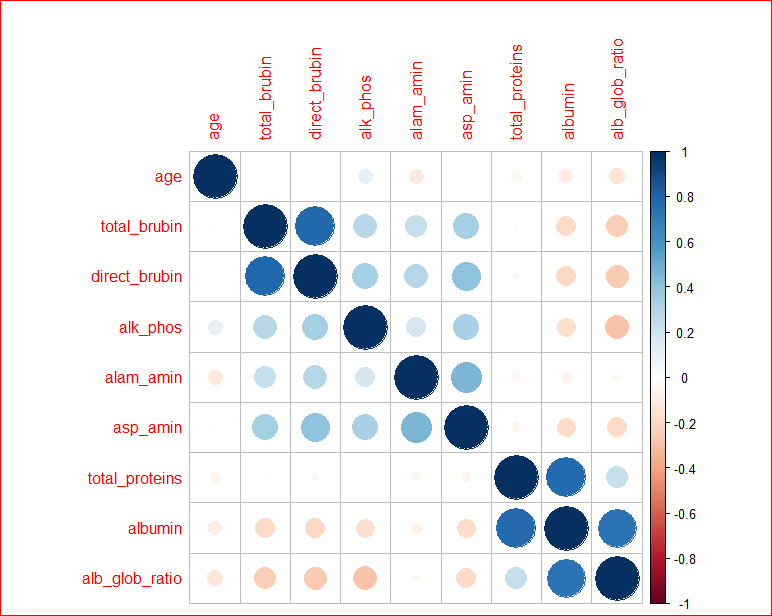 age
total_brubin
direct_brubin
alk_phos
alam_amin
asp_amin
total_proteins
albumin
alb_glob_ratio
age
total_brubin
direct_brubin
alk_phos
alam_amin
asp_amin
total_proteins
albumin
alb_glob_ratio
1
0.8
0.6
0.4
0.2
0
-0.2
-0.4
-0.6
-0.8
-1